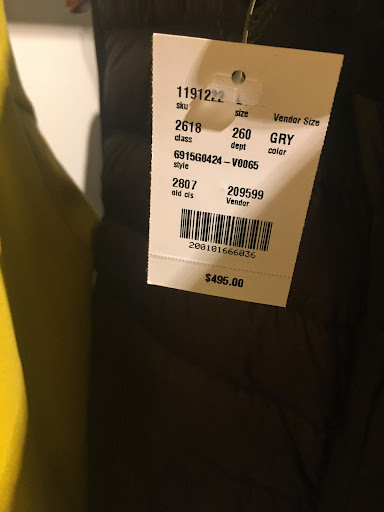 1191222
sku size Vendor Size
2618 260 GRY
class dept color
6915G0424-V0065
style
2807 209599
old cls Vendor
200101666036
$495.00